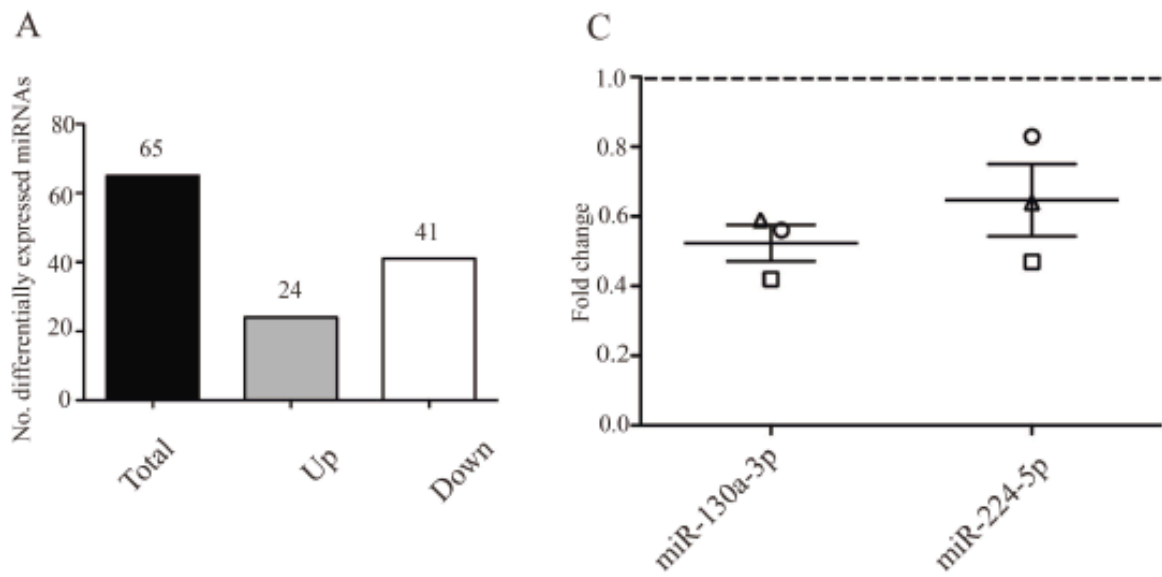 A
No. differentially expressed miRNAs
80
60
40
20
0
65
24
41
Total
Up
Down
C
Fold change
1.0
0.8
0.6
0.4
0.2
0.0
miR-130a-3p
miR-224-5p